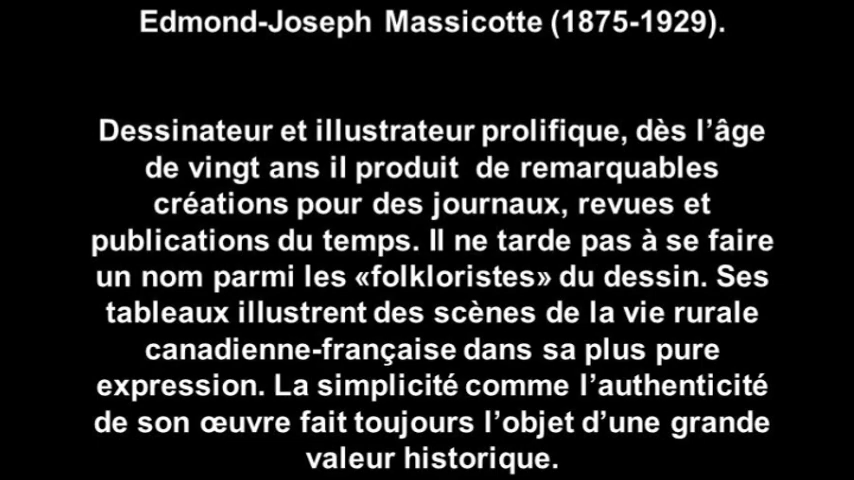 Edmond-Joseph Massicotte (1875-1929).
Dessinateur et illustrateur prolifique, dès l’âge
de vingt ans il produit de remarquables
créations pour des journaux, revues et
publications du temps. Il ne tarde pas à se faire
un nom parmi les «folkloristes» du dessin. Ses
tableaux illustrent des scènes de la vie rurale
canadienne-française dans sa plus pure
expression. La simplicité comme l’authenticité
de son œuvre fait toujours l’objet d’une grande
valeur historique.